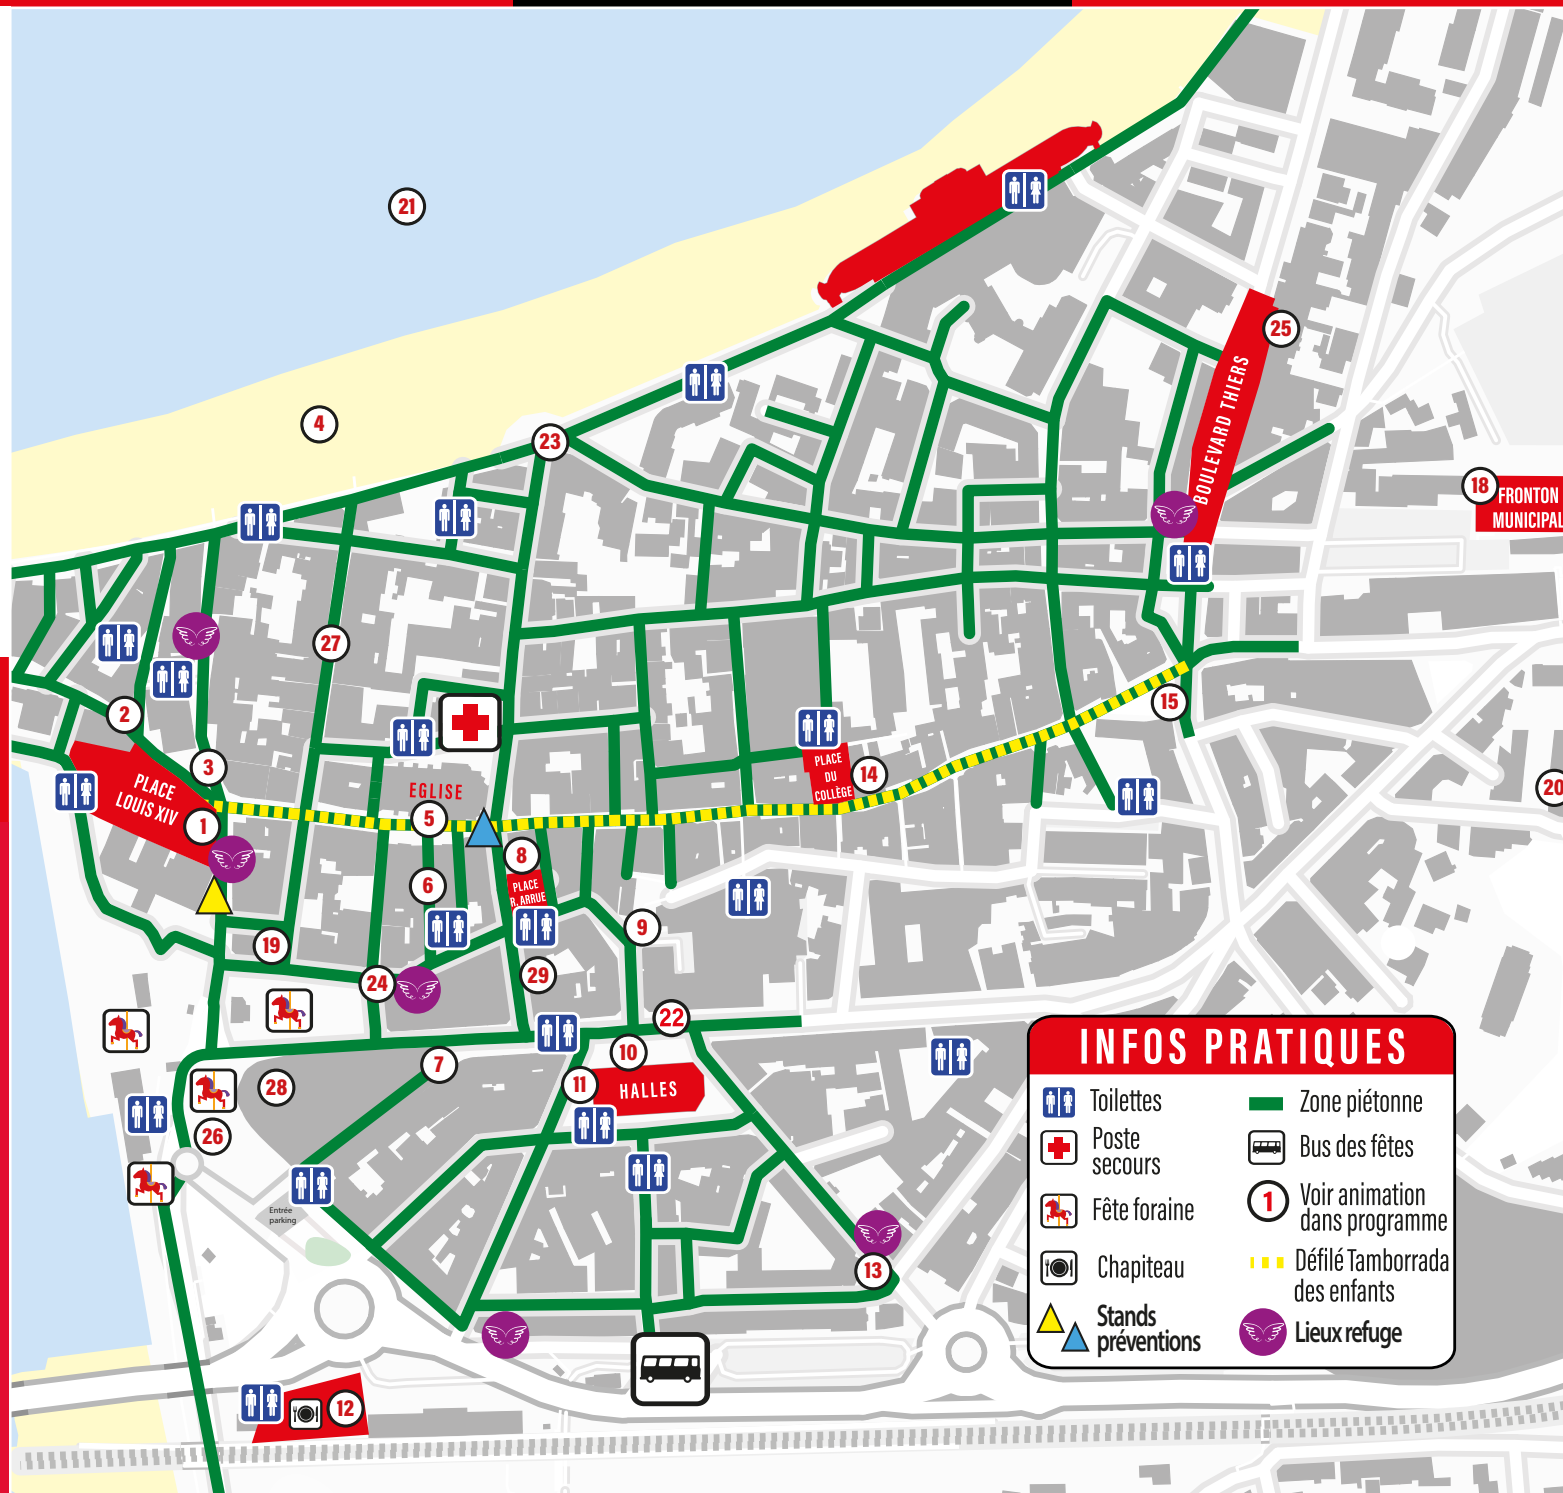 21
25
4
23
BOULEVARD THIERS
18
FRONTON
MUNICIPAL
27
2
15
3
PLACE
LOUIS XIV
1
EGLISE
5
PLACE
DU
COLLÈGE
14
20
8
6
PLACE
R. ARRUE
9
19
24
29
22
10
7
11
HALLES
28
26
Entrée
parking
13
12
INFOS PRATIQUES
Toilettes
Poste
secours
Fête foraine
Chapiteau
Stands
préventions
Zone piétonne
Bus des fêtes
1
Voir animation
dans programme
Défilé Tamborrada
des enfants
Lieux refuge